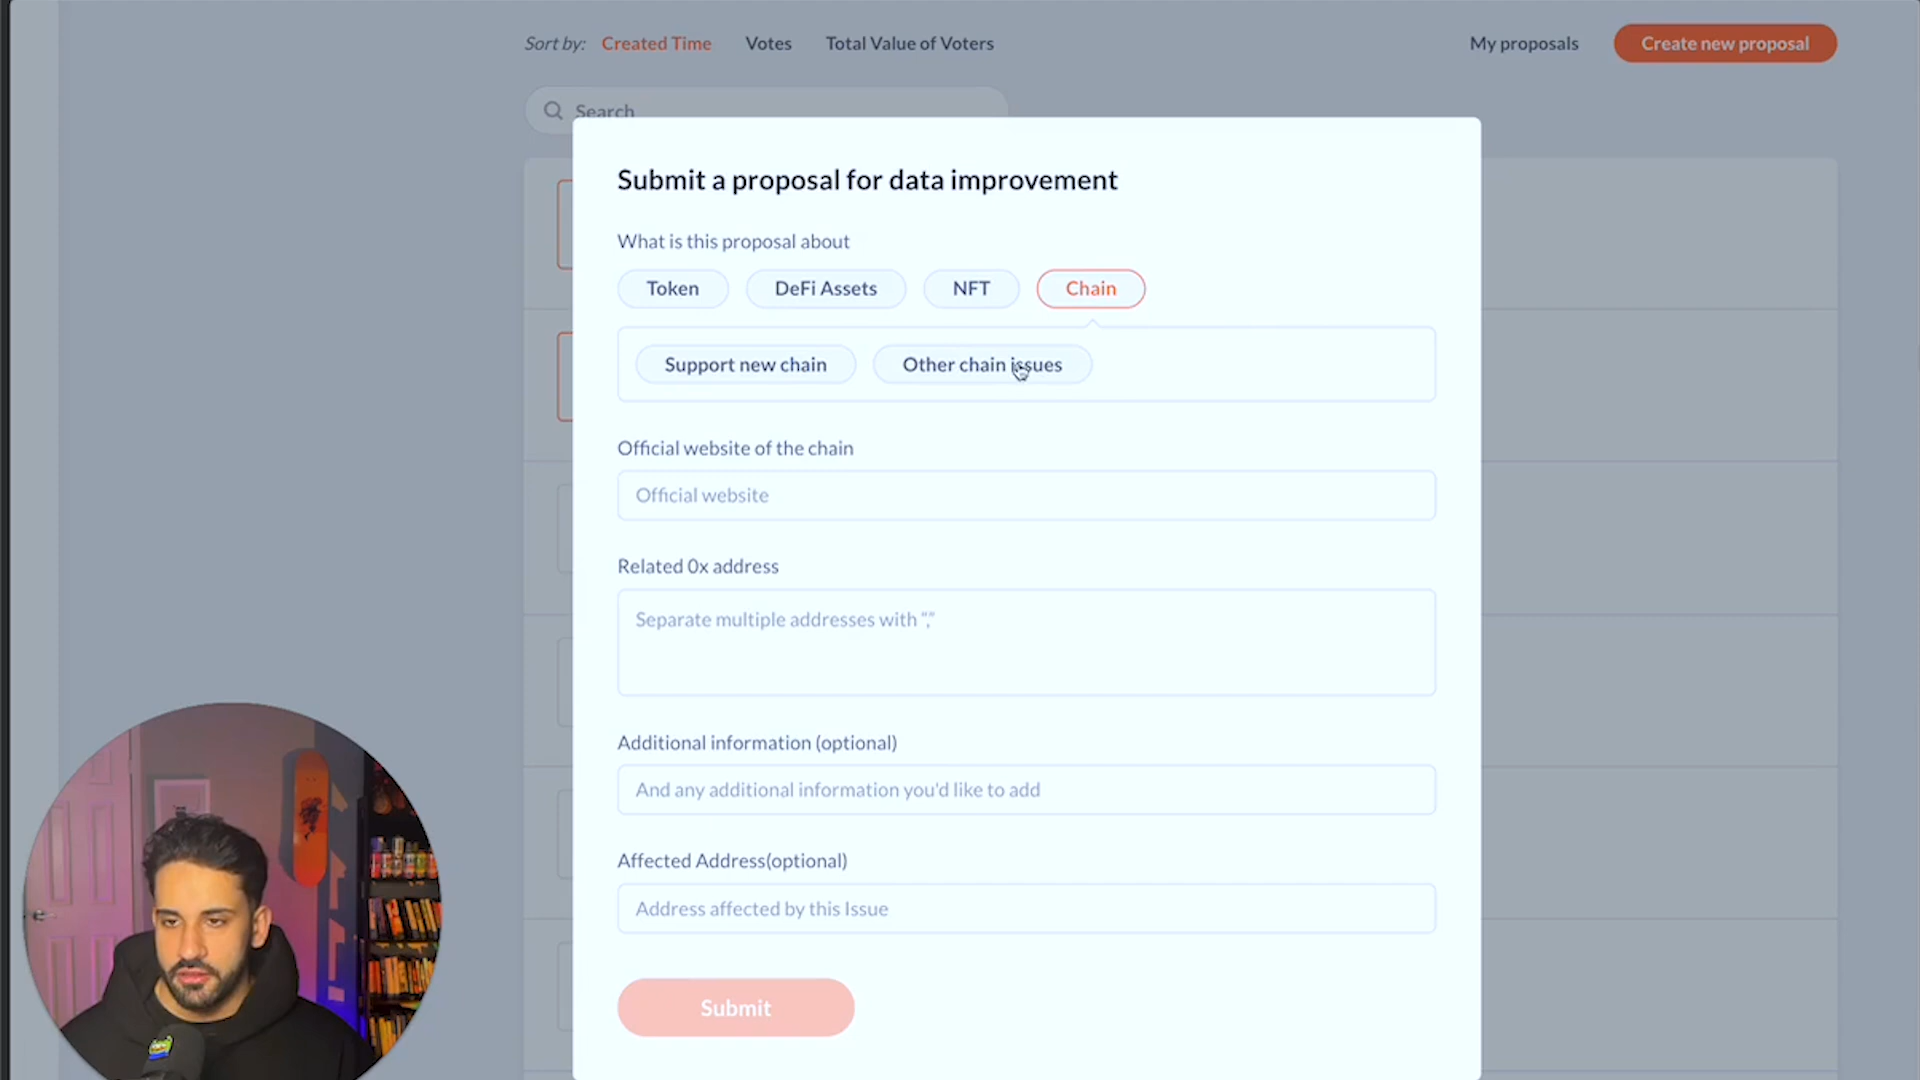 Sort by: Created Time Votes Total Value of Voters My proposals Create new proposal
Search
Submit a proposal for data improvement
What is this proposal about
Token DeFi Assets NFT Chain
Support new chain Other chain issues
Official website of the chain
Official website
Related 0x address
Separate multiple addresses with ","
Additional information (optional)
And any additional information you'd like to add
Affected Address(optional)
Address affected by this Issue
Submit